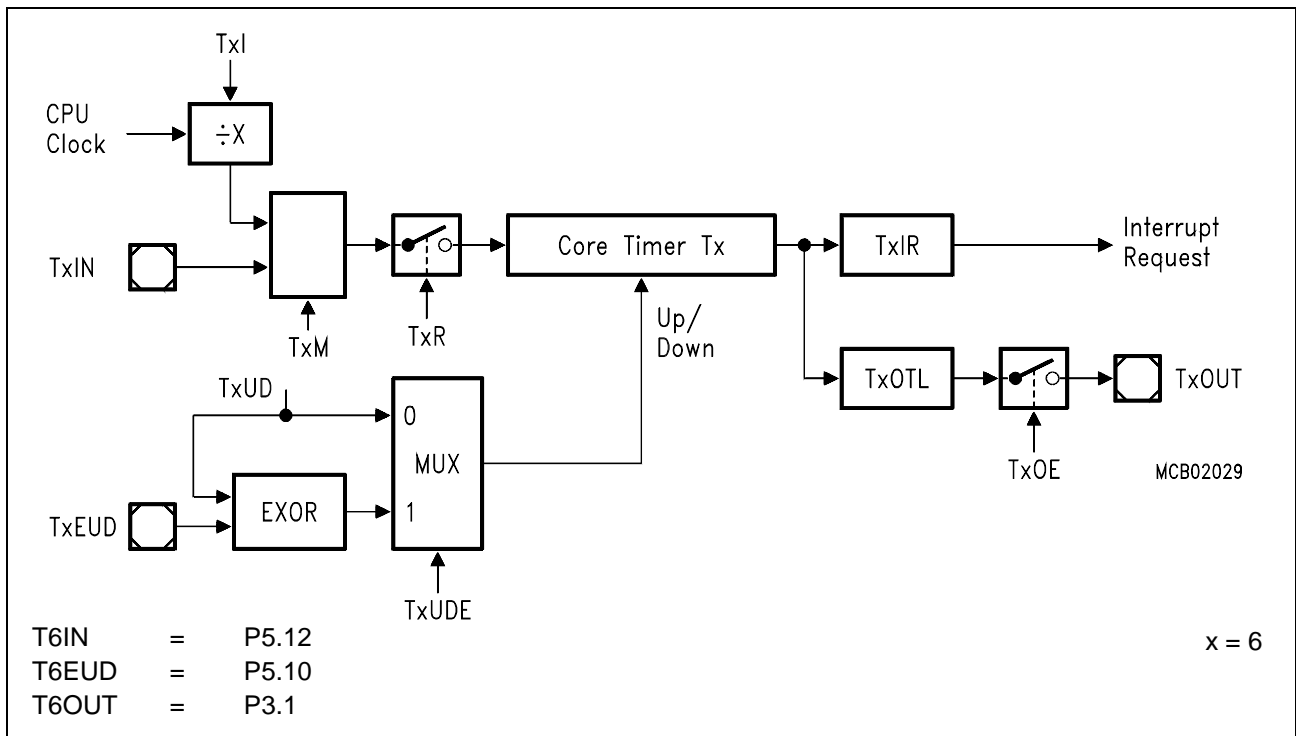 TxI
CPU
Clock
÷X
TxIN
TxM
TxR
Core Timer Tx
TxIR
Interrupt
Request
Up/
Down
TxOTL
TxOUT
TxOE
MCB02029
TxUD
0
MUX
1
EXOR
TxEUD
TxUDE
T6IN = P5.12
x = 6
T6EUD = P5.10
T6OUT = P3.1